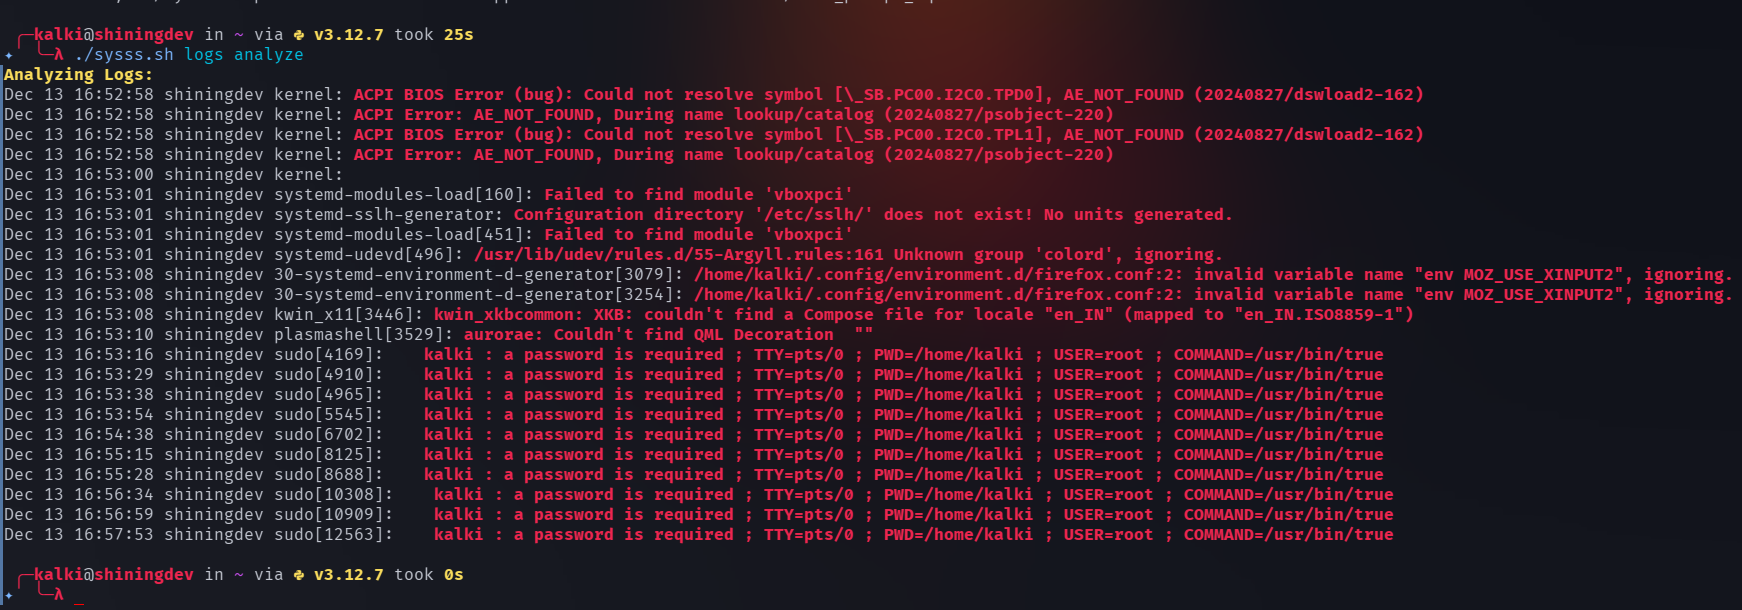 ╭─kalki@shiningdev in ~ via v3.12.7 took 25s
╰─λ ./sysss.sh logs analyze
Analyzing Logs:
Dec 13 16:52:58 shiningdev kernel: ACPI BIOS Error (bug): Could not resolve symbol [\_SB.PC00.I2C0.TPD0], AE_NOT_FOUND (20240827/dswload2-162)
Dec 13 16:52:58 shiningdev kernel: ACPI Error: AE_NOT_FOUND, During name lookup/catalog (20240827/psobject-220)
Dec 13 16:52:58 shiningdev kernel: ACPI BIOS Error (bug): Could not resolve symbol [\_SB.PC00.I2C0.TPL1], AE_NOT_FOUND (20240827/dswload2-162)
Dec 13 16:52:58 shiningdev kernel: ACPI Error: AE_NOT_FOUND, During name lookup/catalog (20240827/psobject-220)
Dec 13 16:53:00 shiningdev kernel:
Dec 13 16:53:01 shiningdev systemd-modules-load[160]: Failed to find module 'vboxpci'
Dec 13 16:53:01 shiningdev systemd-sslh-generator: Configuration directory '/etc/sslh/' does not exist! No units generated.
Dec 13 16:53:01 shiningdev systemd-modules-load[451]: Failed to find module 'vboxpci'
Dec 13 16:53:01 shiningdev systemd-udevd[496]: /usr/lib/udev/rules.d/55-Argyll.rules:161 Unknown group 'colord', ignoring.
Dec 13 16:53:08 shiningdev 30-systemd-environment-d-generator[3079]: /home/kalki/.config/environment.d/firefox.conf:2: invalid variable name "env MOZ_USE_XINPUT2", ignoring.
Dec 13 16:53:08 shiningdev 30-systemd-environment-d-generator[3254]: /home/kalki/.config/environment.d/firefox.conf:2: invalid variable name "env MOZ_USE_XINPUT2", ignoring.
Dec 13 16:53:08 shiningdev kwin_x11[3446]: kwin_xkbcommon: XKB: couldn't find a Compose file for locale "en_IN" (mapped to "en_IN.ISO8859-1")
Dec 13 16:53:10 shiningdev plasmashell[3529]: aurorae: Couldn't find QML Decoration  ""
Dec 13 16:53:16 shiningdev sudo[4169]:    kalki : a password is required ; TTY=pts/0 ; PWD=/home/kalki ; USER=root ; COMMAND=/usr/bin/true
Dec 13 16:53:29 shiningdev sudo[4910]:    kalki : a password is required ; TTY=pts/0 ; PWD=/home/kalki ; USER=root ; COMMAND=/usr/bin/true
Dec 13 16:53:38 shiningdev sudo[4965]:    kalki : a password is required ; TTY=pts/0 ; PWD=/home/kalki ; USER=root ; COMMAND=/usr/bin/true
Dec 13 16:53:54 shiningdev sudo[5545]:    kalki : a password is required ; TTY=pts/0 ; PWD=/home/kalki ; USER=root ; COMMAND=/usr/bin/true
Dec 13 16:54:38 shiningdev sudo[6702]:    kalki : a password is required ; TTY=pts/0 ; PWD=/home/kalki ; USER=root ; COMMAND=/usr/bin/true
Dec 13 16:55:15 shiningdev sudo[8125]:    kalki : a password is required ; TTY=pts/0 ; PWD=/home/kalki ; USER=root ; COMMAND=/usr/bin/true
Dec 13 16:55:28 shiningdev sudo[8688]:    kalki : a password is required ; TTY=pts/0 ; PWD=/home/kalki ; USER=root ; COMMAND=/usr/bin/true
Dec 13 16:56:34 shiningdev sudo[10308]:    kalki : a password is required ; TTY=pts/0 ; PWD=/home/kalki ; USER=root ; COMMAND=/usr/bin/true
Dec 13 16:56:59 shiningdev sudo[10909]:    kalki : a password is required ; TTY=pts/0 ; PWD=/home/kalki ; USER=root ; COMMAND=/usr/bin/true
Dec 13 16:57:53 shiningdev sudo[12563]:    kalki : a password is required ; TTY=pts/0 ; PWD=/home/kalki ; USER=root ; COMMAND=/usr/bin/true
╭─kalki@shiningdev in ~ via v3.12.7 took 0s
╰─λ _